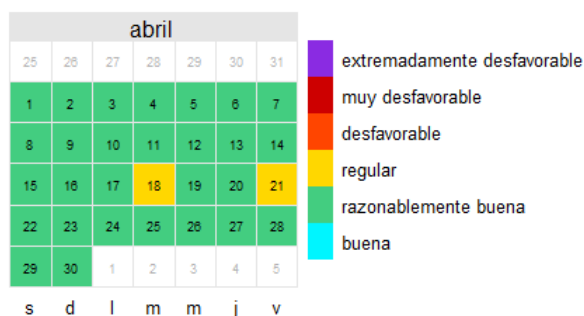 abril
25 26 27 28 29 30 31
1 2 3 4 5 6 7
8 9 10 11 12 13 14
15 16 17 18 19 20 21
22 23 24 25 26 27 28
29 30 1 2 3 4 5
s d l m m j v
extremadamente desfavorable
muy desfavorable
desfavorable
regular
razonablemente buena
buena